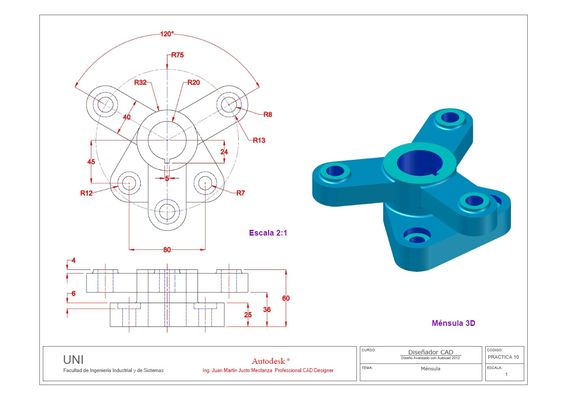 120°
R75
R32
R20
R8
40
R13
45
24
5
R12
R7
Escala 2:1
80
4
6
60
36
25
Ménsula 3D
UNI
Facultad de Ingeniería Industrial y de Sistemas
Autodesk ®
Ing. Juan Martín Justo Mestanza Professional CAD Designer
CURSO:
Diseñador CAD
Diseño Avanzado con Autocad 2012
TEMA:
Ménsula
CÓDIGO:
PRACTICA 10
ESCALA:
1